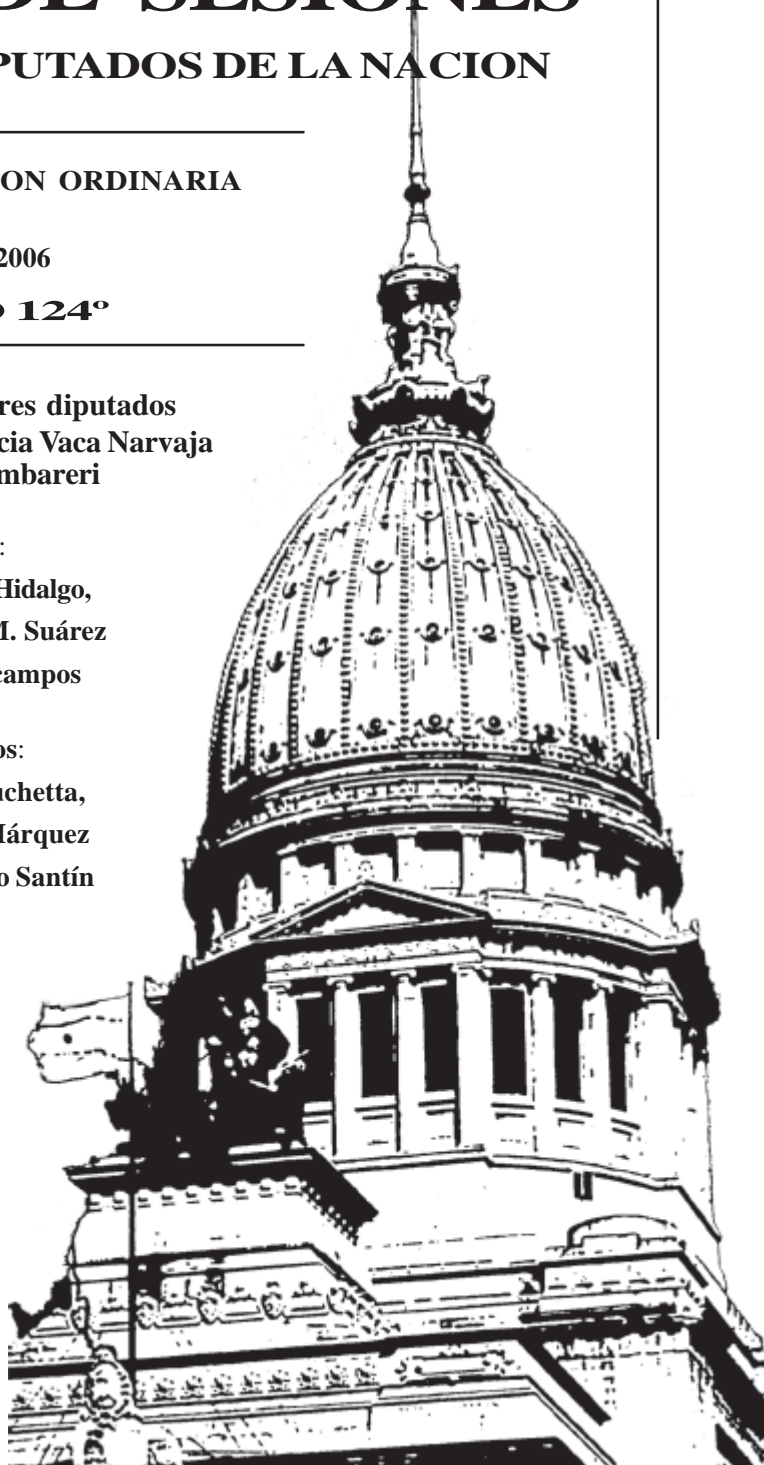 DE SESIONES
PUTADOS DE LA NACION
ON ORDINARIA
2006
124º
res diputados
cia Vaca Narvaja
mbareri
:
Hidalgo,
M. Suárez
campos
os:
uchetta,
Márquez
o Santín